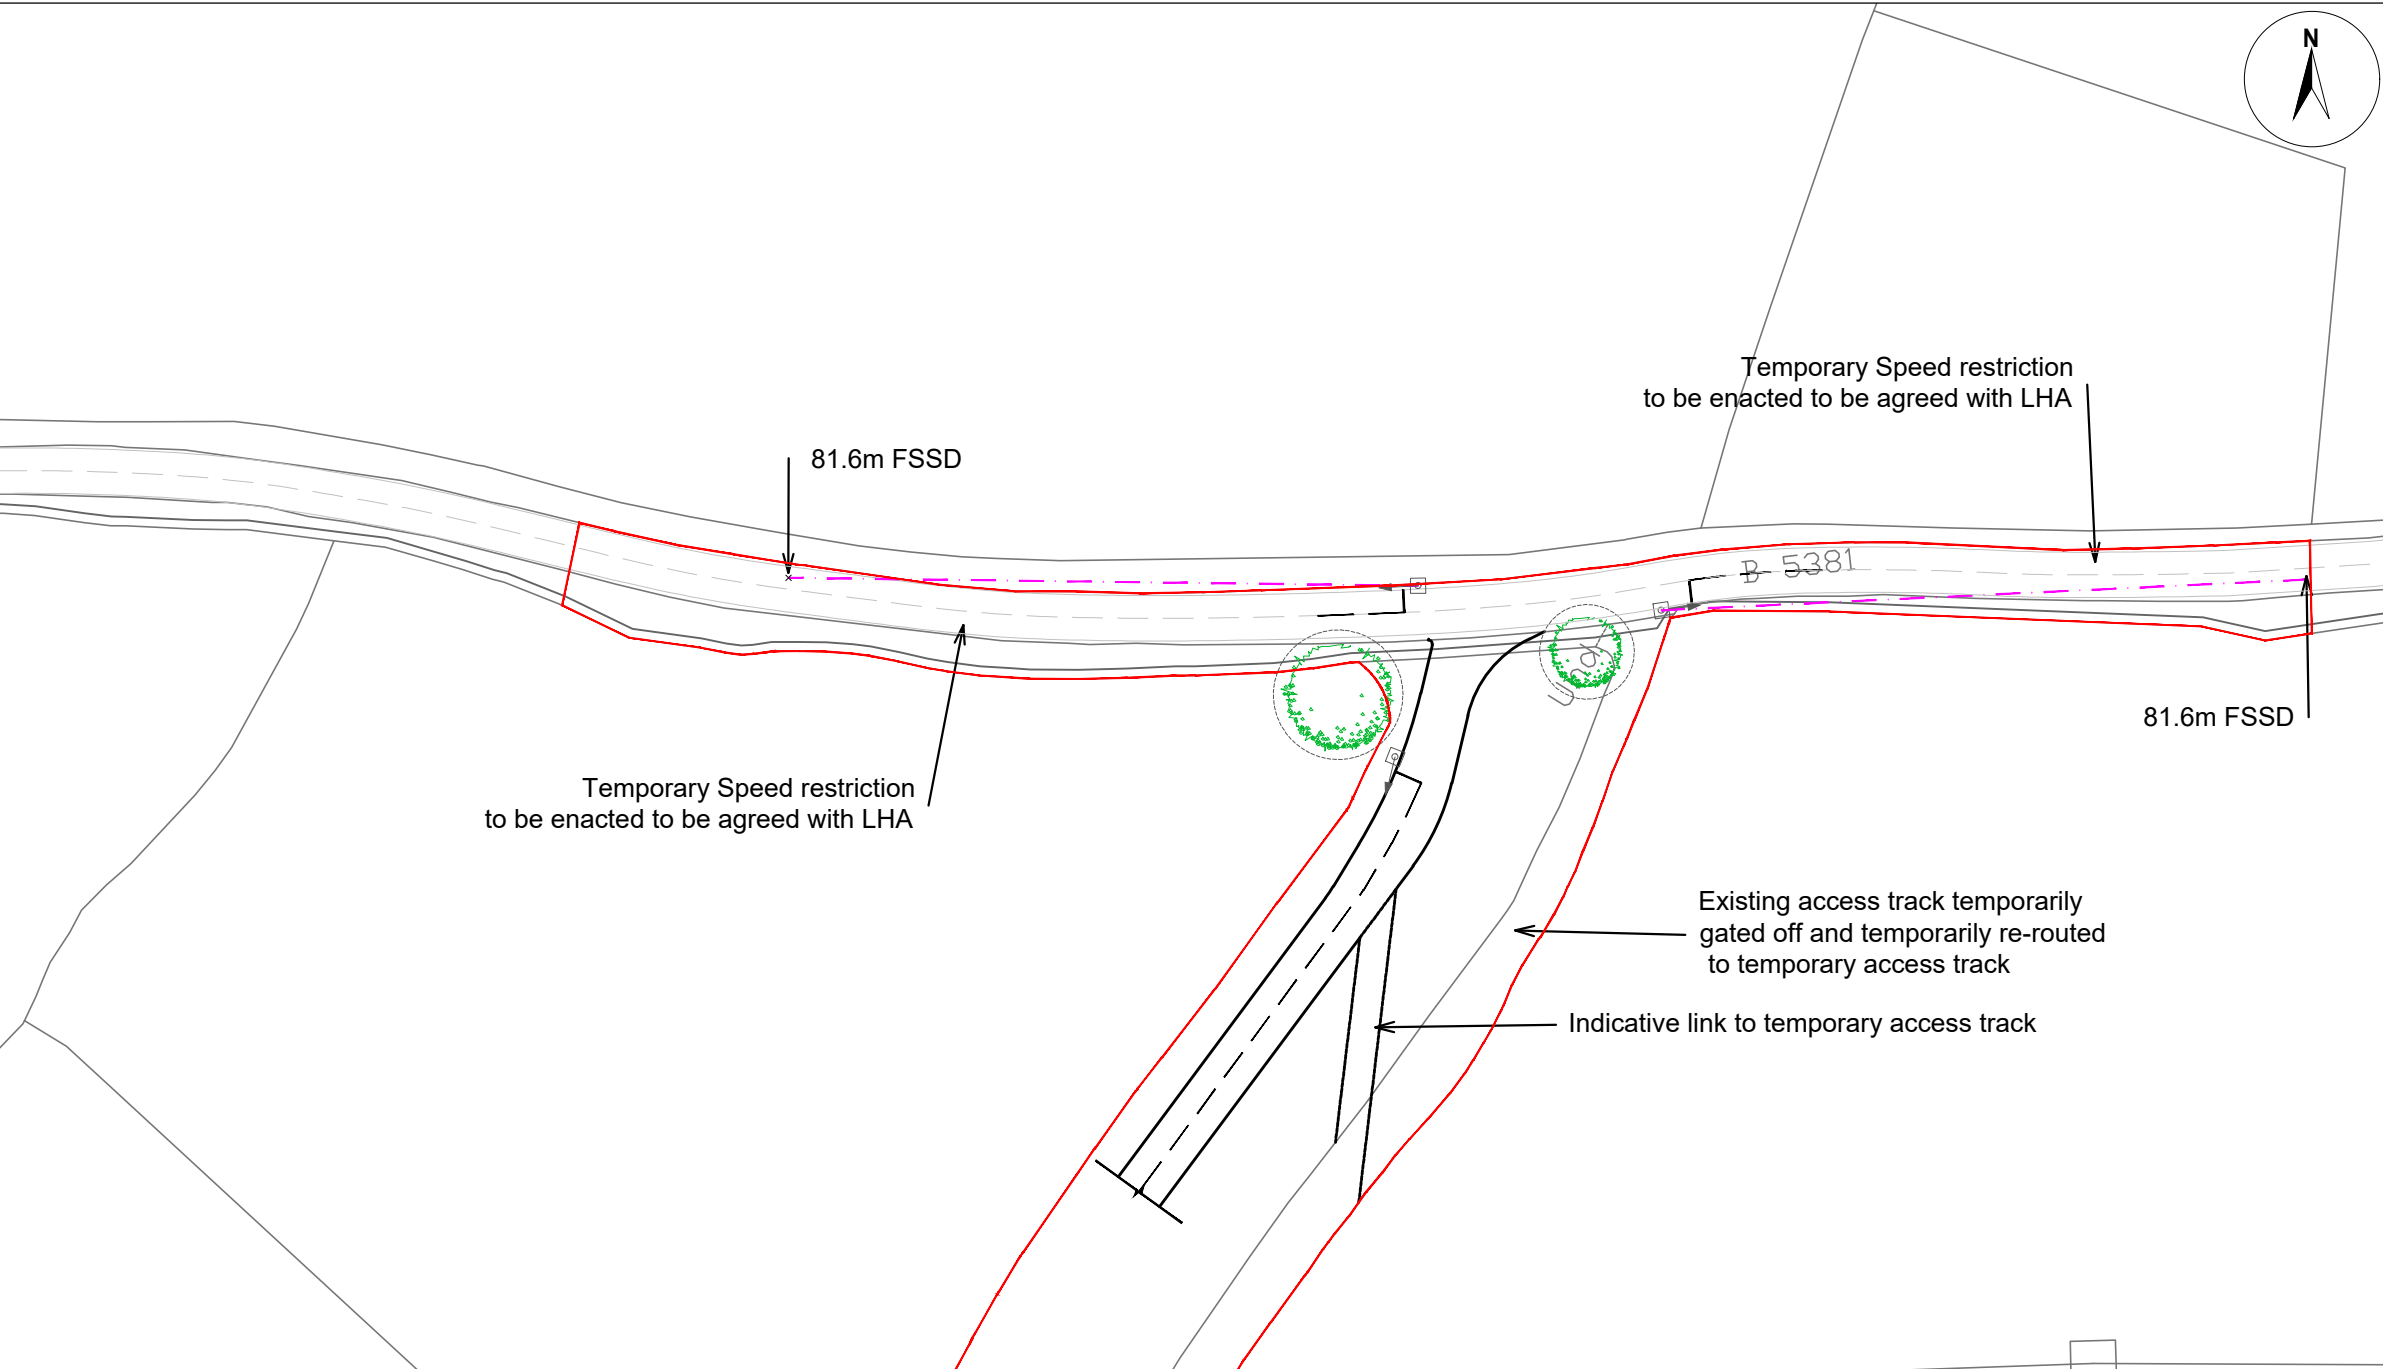 N
Temporary Speed restriction
to be enacted to be agreed with LHA
81.6m FSSD
B 5381
Track
81.6m FSSD
Temporary Speed restriction
to be enacted to be agreed with LHA
Existing access track temporarily
gated off and temporarily re-routed
to temporary access track
Indicative link to temporary access track